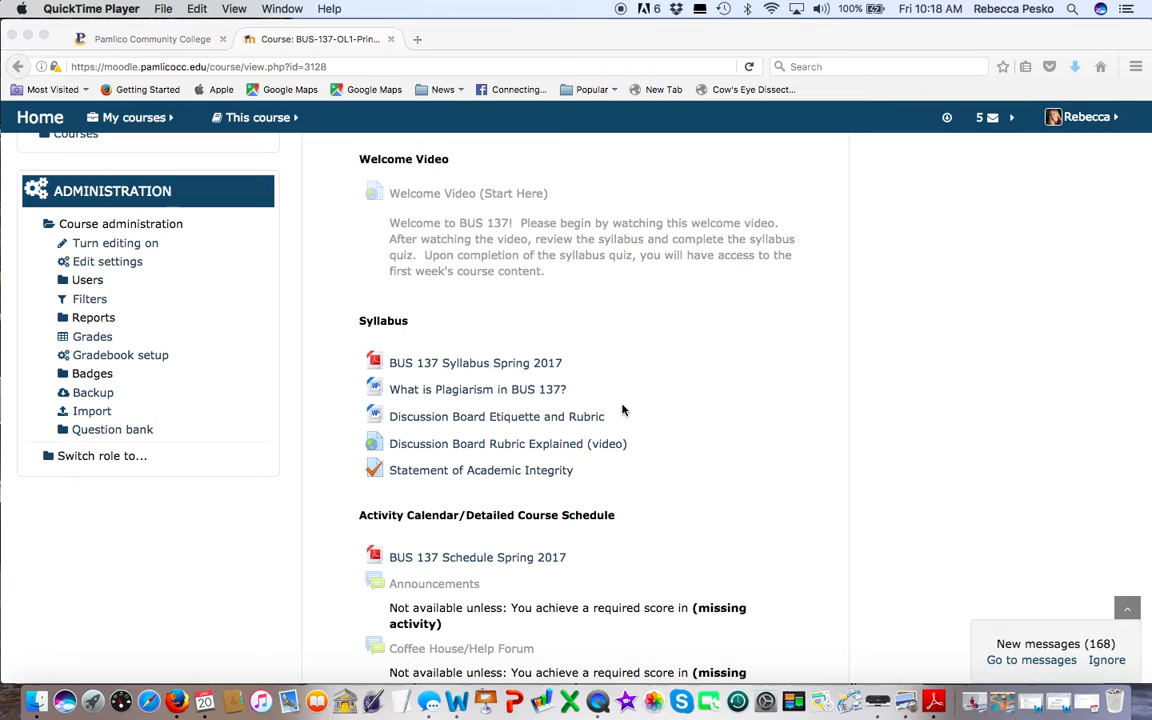 QuickTime Player File Edit View Window Help 6 100% Fri 10:18 AM Rebecca Pesko
Pamlico Community College × Course: BUS-137-OL1-Prin... × +
https://moodle.pamlicocc.edu/course/view.php?id=3128 Search
Most Visited Getting Started Apple Google Maps Google Maps News Connecting... Popular New Tab Cow's Eye Dissect...
Home My courses This course 5 Rebecca
Courses
ADMINISTRATION
Course administration
Turn editing on
Edit settings
Users
Filters
Reports
Grades
Gradebook setup
Badges
Backup
Import
Question bank
Switch role to...
Welcome Video
Welcome Video (Start Here)
Welcome to BUS 137! Please begin by watching this welcome video.
After watching the video, review the syllabus and complete the syllabus
quiz. Upon completion of the syllabus quiz, you will have access to the
first week's course content.
Syllabus
BUS 137 Syllabus Spring 2017
What is Plagiarism in BUS 137?
Discussion Board Etiquette and Rubric
Discussion Board Rubric Explained (video)
Statement of Academic Integrity
Activity Calendar/Detailed Course Schedule
BUS 137 Schedule Spring 2017
Announcements
Not available unless: You achieve a required score in (missing
activity)
Coffee House/Help Forum
Not available unless: You achieve a required score in (missing
New messages (168)
Go to messages Ignore